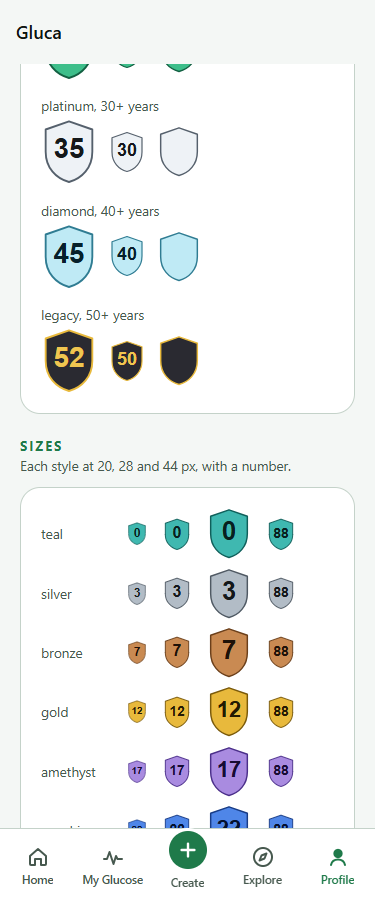 Gluca
platinum, 30+ years
35 30
diamond, 40+ years
45 40
legacy, 50+ years
52 50
SIZES
Each style at 20, 28 and 44 px, with a number.
teal 0 0 0 88
silver 3 3 3 88
bronze 7 7 7 88
gold 12 12 12 88
amethyst 17 17 17 88
Home My Glucose Create Explore Profile